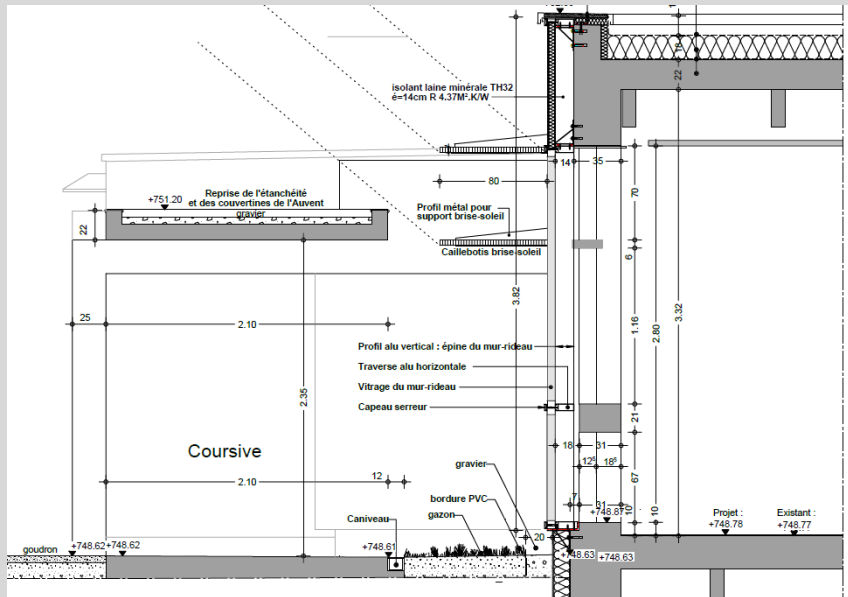 isolant laine minérale TH32
é=14cm R 4.37M².K/W
22
18
14
35
80
70
+751.20
Reprise de l'étanchéité
et des couvertines de l'Auvent
gravier
22
Profil métal pour
support brise-soleil
Caillebotis brise-soleil
6
3.82
3.32
2.80
1.16
25
2.10
Profil alu vertical : épine du mur-rideau
Traverse alu horizontale
Vitrage du mur-rideau
Capeau serreur
2.35
21
Coursive
18
31
12⁵
18⁵
67
gravier
2.10
12
bordure PVC
7
31
gazon
Caniveau
+748.87
10
10
Projet :
+748.78
Existant :
+748.77
20
goudron
+748.62
+748.62
+748.61
+748.63
+748.63